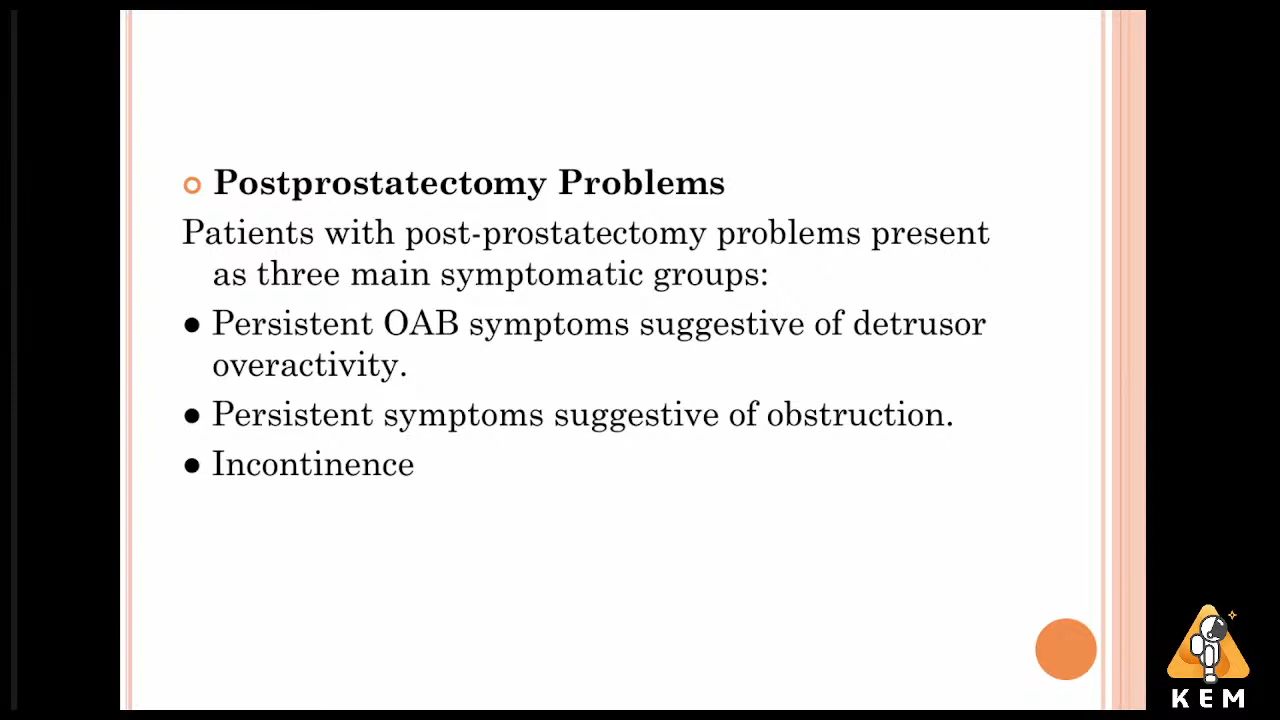 Postprostatectomy Problems
Patients with post-prostatectomy problems present
as three main symptomatic groups:
● Persistent OAB symptoms suggestive of detrusor
overactivity.
● Persistent symptoms suggestive of obstruction.
● Incontinence
KEM